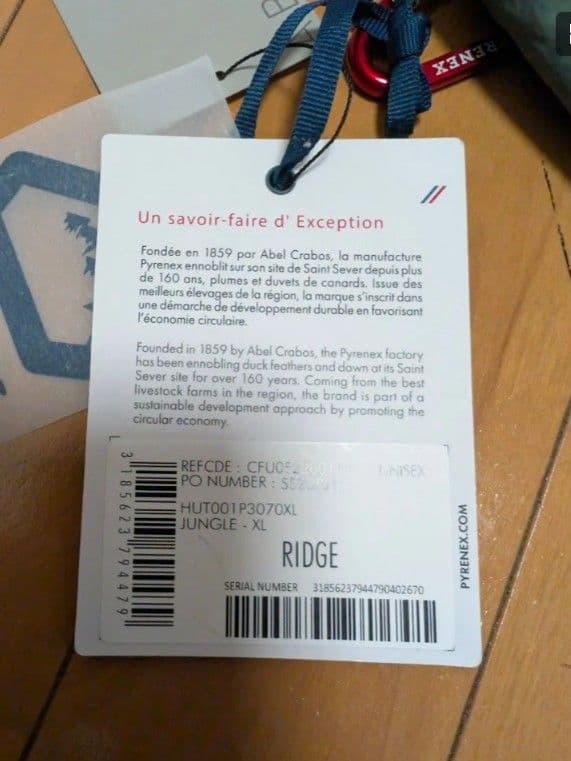 RENEX
Un savoir-faire d' Exception
Fondée en 1859 par Abel Crabos, la manufacture
Pyrenex ennoblit sur son site de Saint Sever depuis plus
de 160 ans, plumes et duvets de canards. Issue des
meilleurs élevages de la région, la marque s'inscrit dans
une démarche de développement durable en favorisant
l'économie circulaire.
Founded in 1859 by Abel Crabos, the Pyrenex factory
has been ennobling duck feathers and down at its Saint
Sever site for over 160 years. Coming from the best
livestock farms in the region, the brand is part of a
sustainable development approach by promoting the
circular economy.
REFCDE : UNISEX
PO NUMBER :
HUT001P3070XL
JUNGLE - XL
RIDGE
SERIAL NUMBER 31856237944790402670
3185623794479
PYRENEX.COM